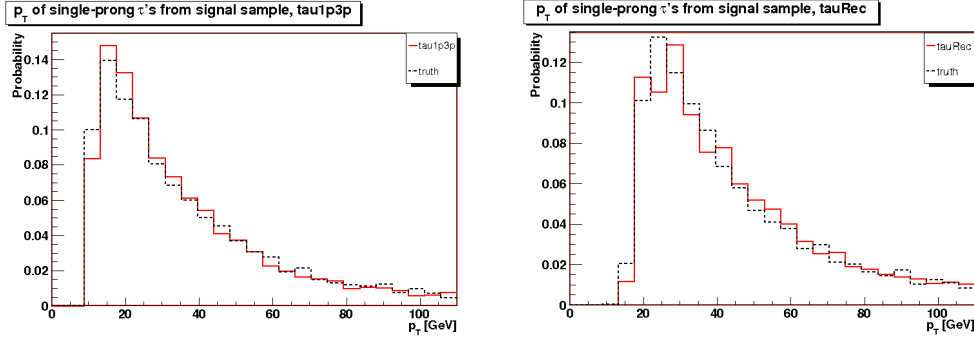 p_T of single-prong τ's from signal sample, tau1p3p
Probability
0.14
0.12
0.1
0.08
0.06
0.04
0.02
0
0 20 40 60 80 100
p_T [GeV]
tau1p3p
truth
p_T of single-prong τ's from signal sample, tauRec
Probability
0.12
0.1
0.08
0.06
0.04
0.02
0
0 20 40 60 80 100
p_T [GeV]
tauRec
truth